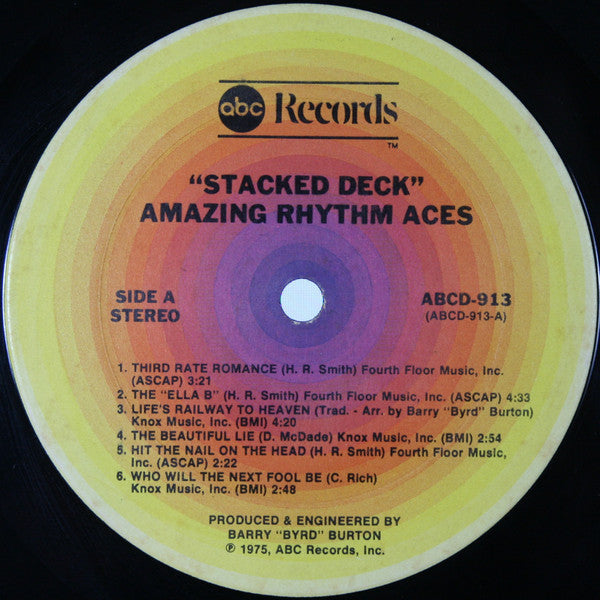 abc Records
TM
"STACKED DECK"
AMAZING RHYTHM ACES
SIDE A
STEREO
ABCD-913
(ABCD-913-A)
1. THIRD RATE ROMANCE (H. R. Smith) Fourth Floor Music, Inc.
(ASCAP) 3:21
2. THE "ELLA B" (H. R. Smith) Fourth Floor Music, Inc. (ASCAP) 4:33
3. LIFE'S RAILWAY TO HEAVEN (Trad. - Arr. by Barry "Byrd" Burton)
Knox Music, Inc. (BMI) 4:20
4. THE BEAUTIFUL LIE (D. McDade) Knox Music, Inc. (BMI) 2:54
5. HIT THE NAIL ON THE HEAD (H. R. Smith) Fourth Floor Music,
Inc. (ASCAP) 2:22
6. WHO WILL THE NEXT FOOL BE (C. Rich)
Knox Music, Inc. (BMI) 2:48
PRODUCED & ENGINEERED BY
BARRY "BYRD" BURTON
℗ 1975, ABC Records, Inc.